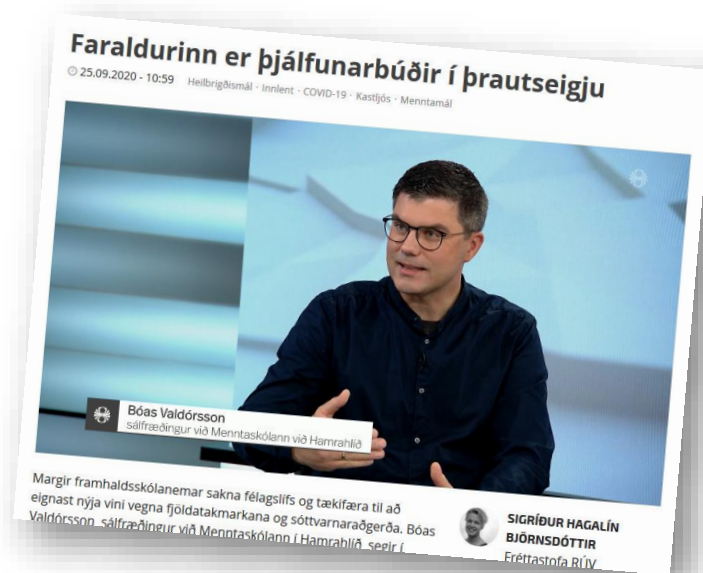 Faraldurinn er þjálfunarbúðir í þrautseigju
25.09.2020 - 10:59 Heilbrigðismál · Innlent · COVID-19 · Kastljós · Menntamál
Bóas Valdórsson
sálfræðingur við Menntaskólann við Hamrahlíð
Margir framhaldsskólanemar sakna félagslífs og tækifæra til að
eignast nýja vini vegna fjöldatakmarkana og sóttvarnaraðgerða. Bóas
Valdórsson, sálfræðingur við Menntaskólann í Hamrahlíð, segir í
SIGRÍÐUR HAGALÍN
BJÖRNSDÓTTIR
Fréttastofa RÚV